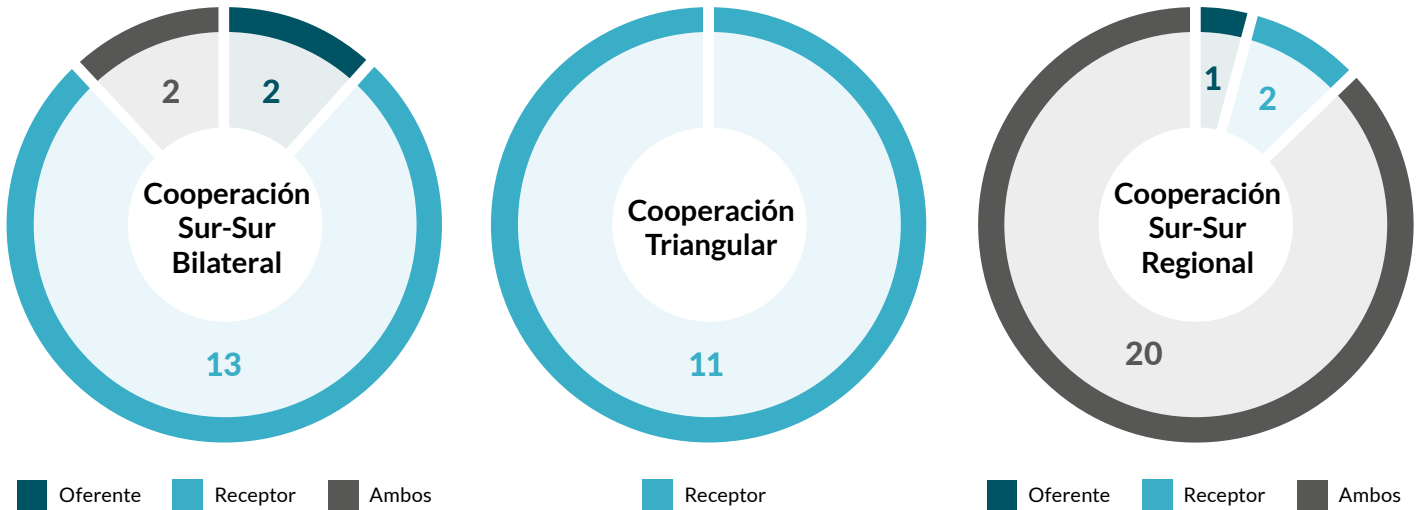 2
2
Cooperación
Sur-Sur
Bilateral
13
Oferente
Receptor
Ambos
Cooperación
Triangular
11
Receptor
1
2
Cooperación
Sur-Sur
Regional
20
Oferente
Receptor
Ambos